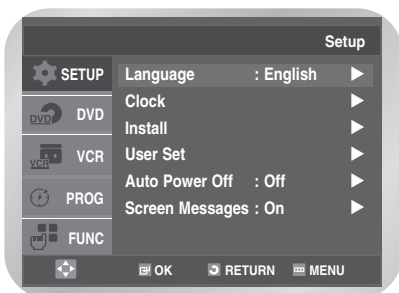 Setup
SETUP
DVD
DVD
VCR
VCR
PROG
FUNC
Language : English
Clock
Install
User Set
Auto Power Off : Off
Screen Messages : On
OK RETURN MENU